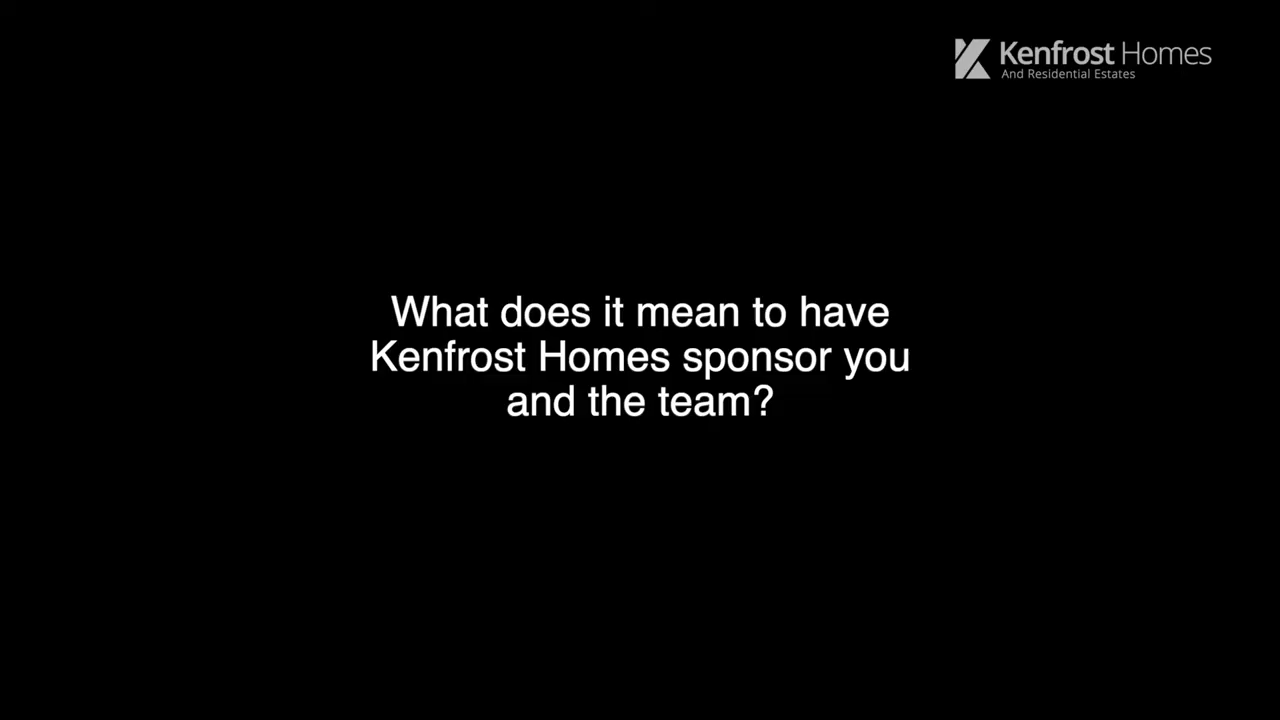 Kenfrost Homes
And Residential Estates
What does it mean to have
Kenfrost Homes sponsor you
and the team?